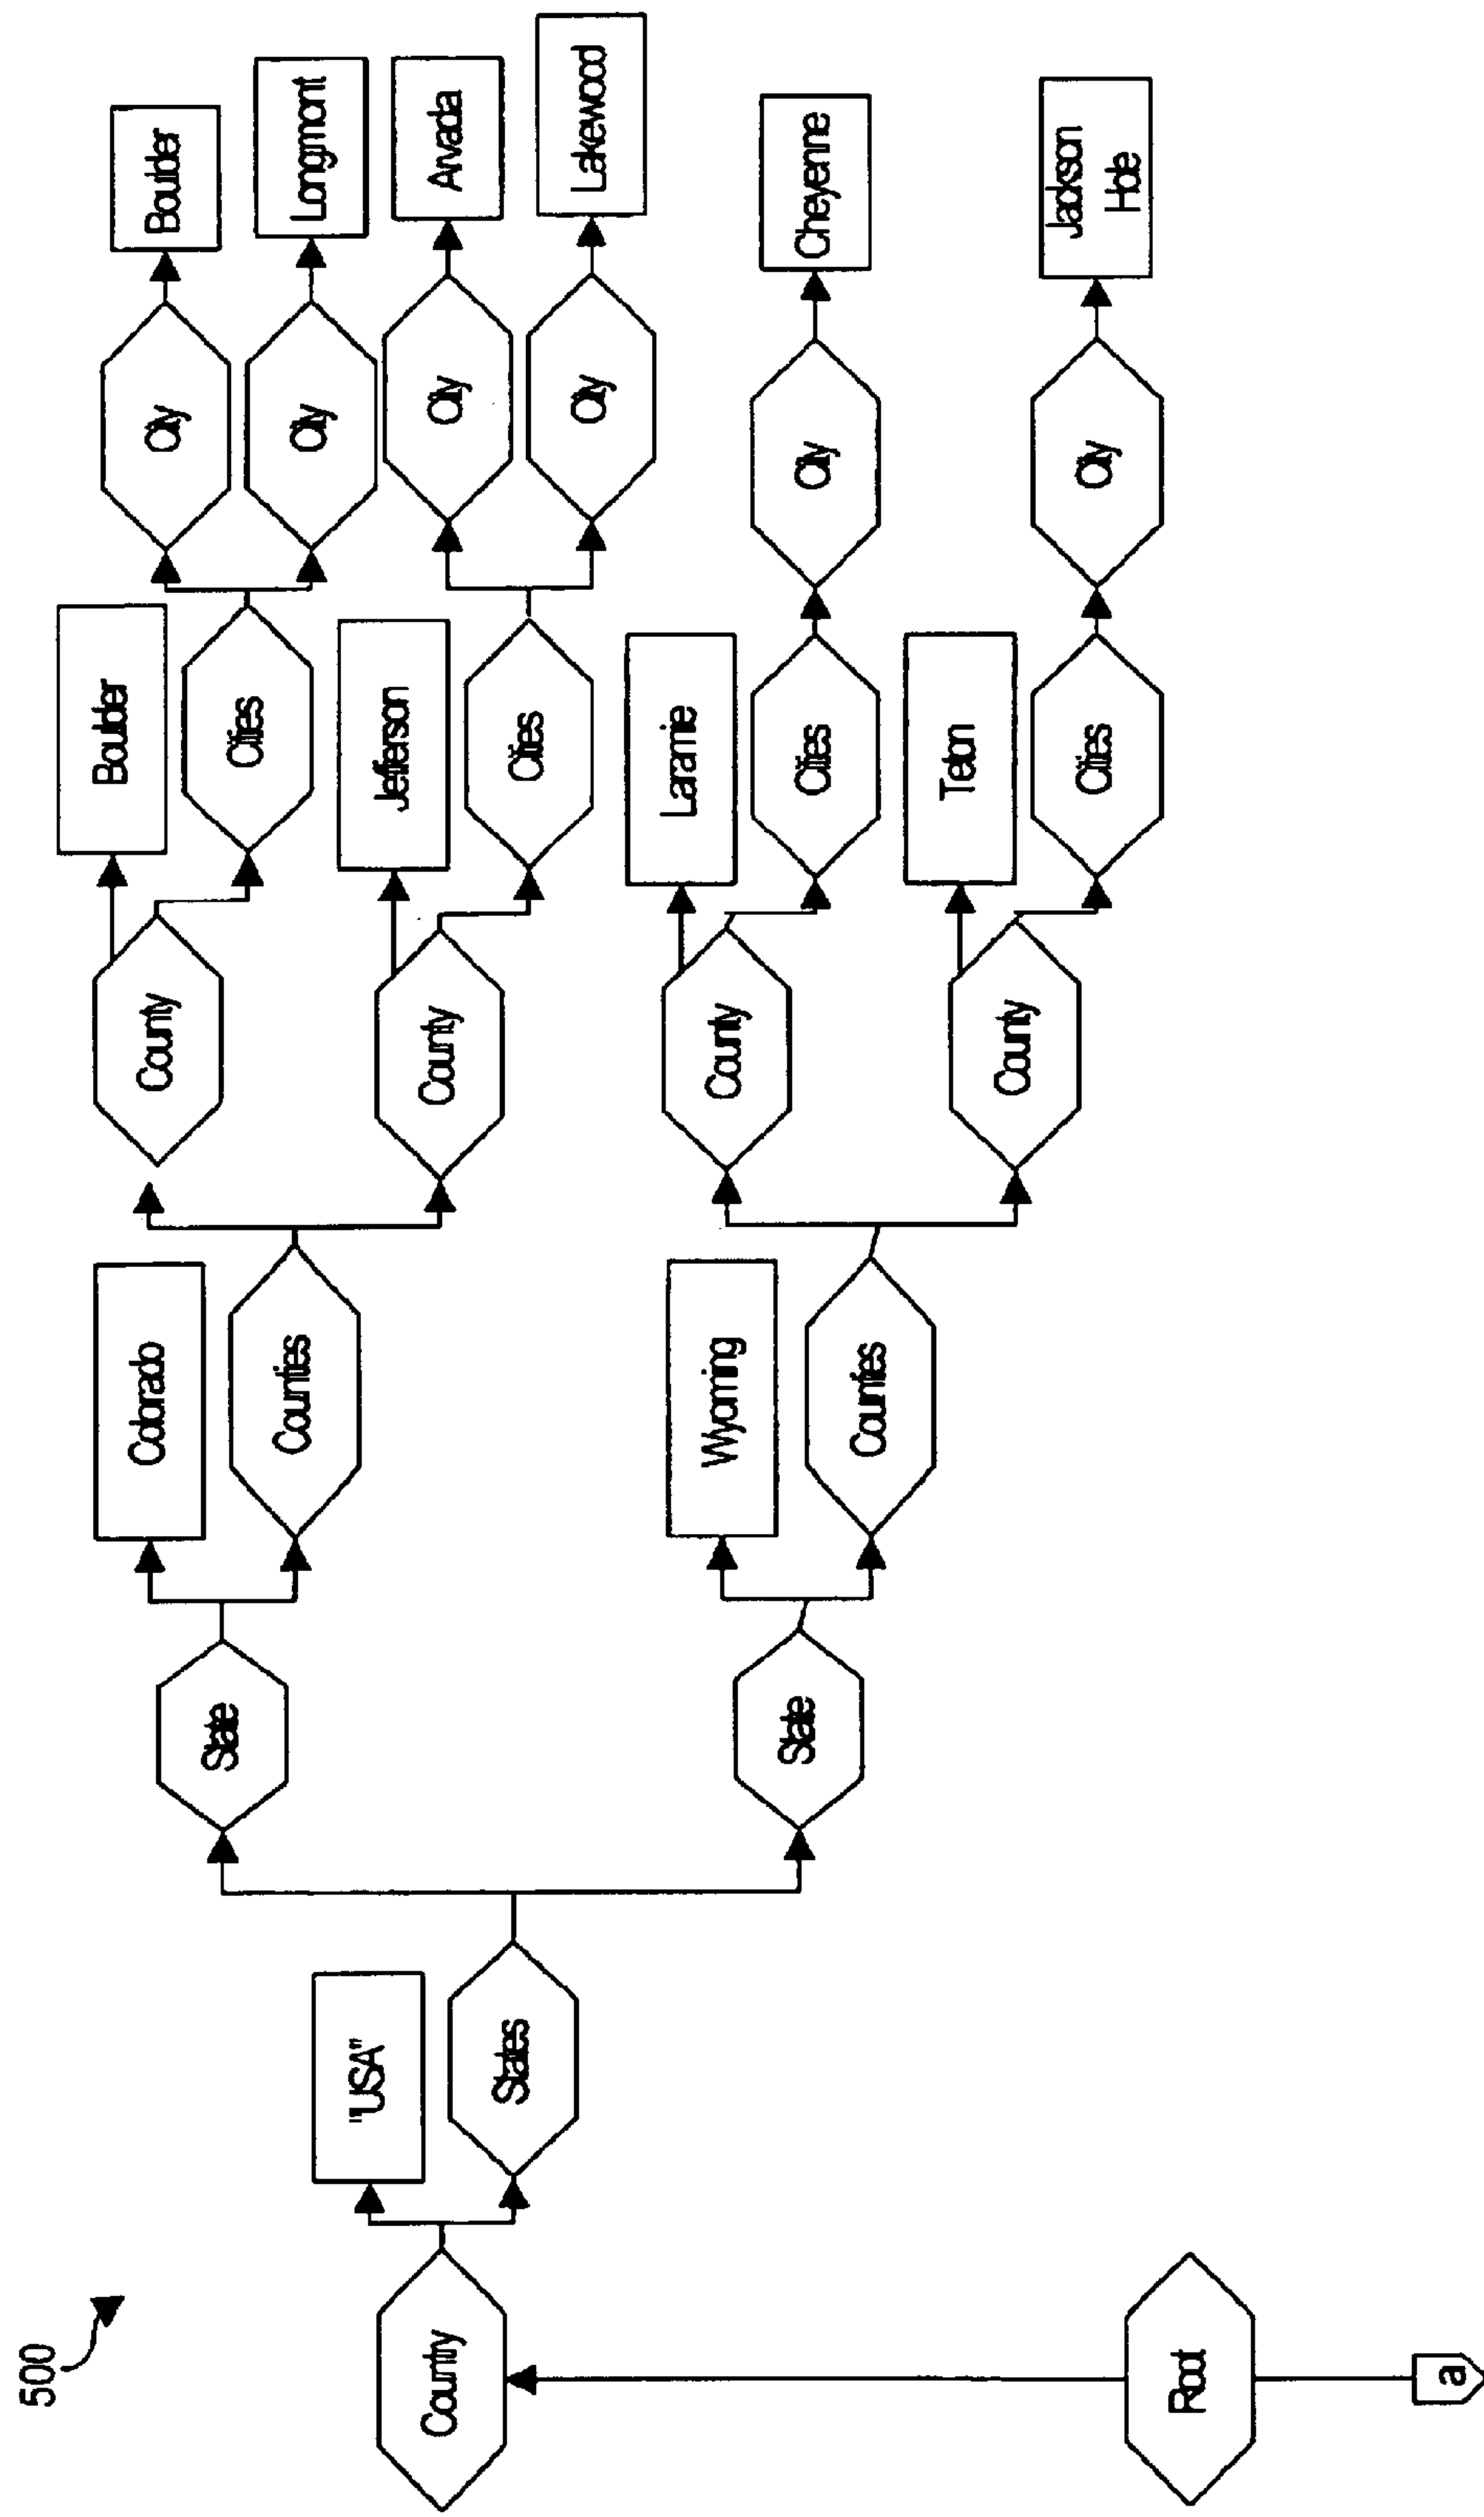 500
Boulder
Colorado
County
City
Boulder
State
Cities
Counties
City
Longmont
"USA"
Jefferson
Country
County
City
Arvada
States
Cities
City
Lakewood
Laramie
Wyoming
County
State
Cities
City
Cheyenne
Counties
Teton
County
Cities
City
Jackson
Hole
Root
a